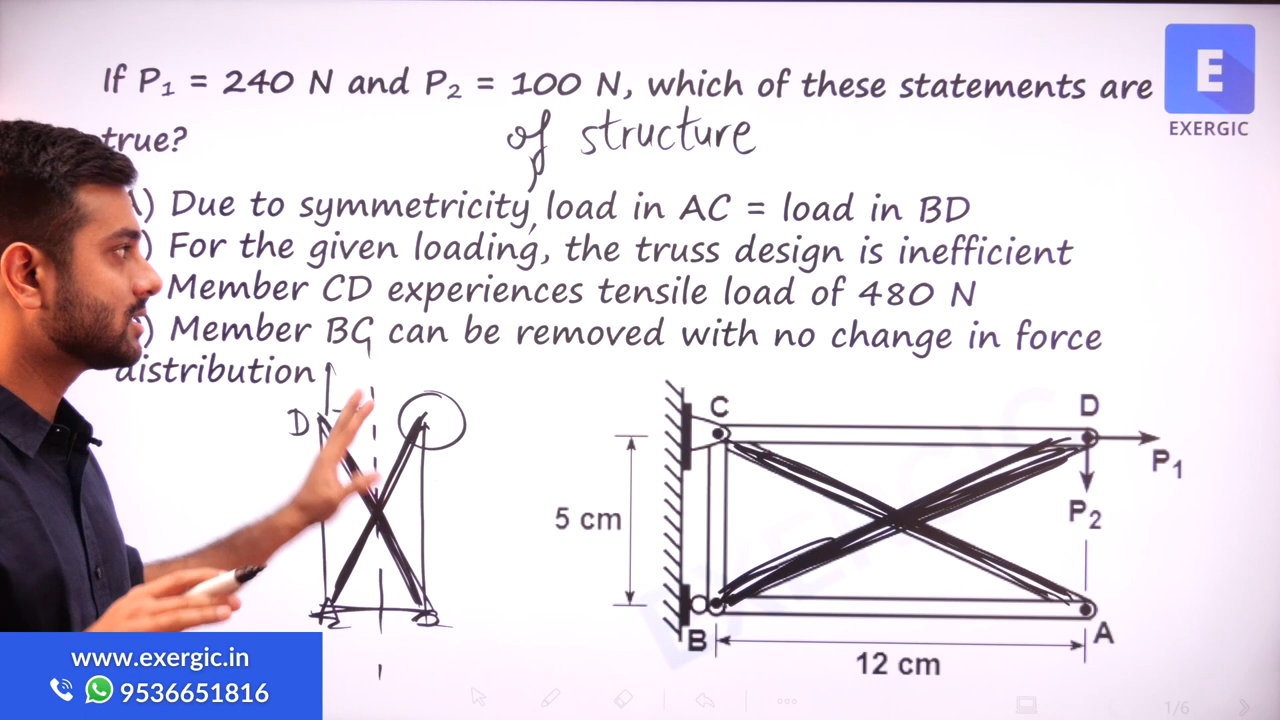 If P₁ = 240 N and P₂ = 100 N, which of these statements are
true?
of structure
) Due to symmetricity, load in AC = load in BD
) For the given loading, the truss design is inefficient
Member CD experiences tensile load of 480 N
) Member BC can be removed with no change in force
distribution
E
EXERGIC
D
C
D
P₁
P₂
5 cm
B
A
12 cm
www.exergic.in
9536651816
1/6